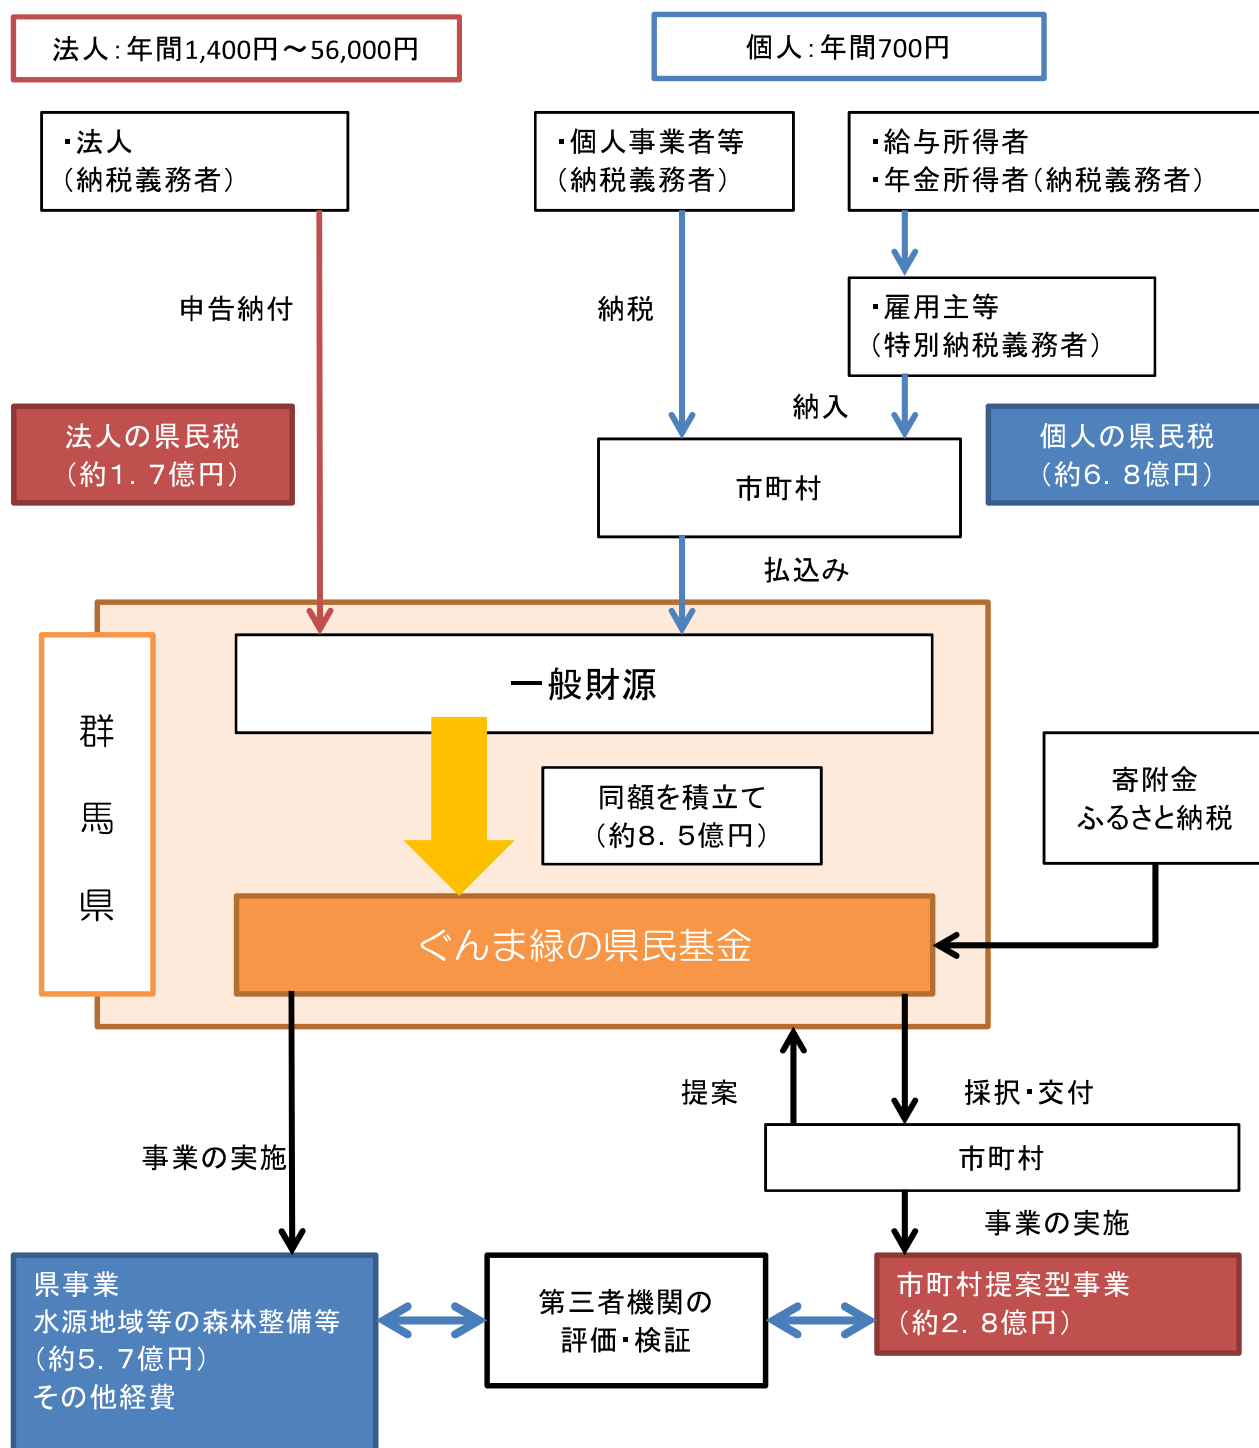 法人：年間1,400円～56,000円
個人：年間700円
・法人
（納税義務者）
・個人事業者等
（納税義務者）
・給与所得者
・年金所得者（納税義務者）
申告納付
納税
・雇用主等
（特別納税義務者）
納入
法人の県民税
（約１．７億円）
個人の県民税
（約６．８億円）
市町村
払込み
一般財源
群馬県
同額を積立て
（約８．５億円）
寄附金
ふるさと納税
ぐんま緑の県民基金
提案
採択・交付
事業の実施
市町村
事業の実施
県事業
水源地域等の森林整備等
（約５．７億円）
その他経費
第三者機関の
評価・検証
市町村提案型事業
（約２．８億円）